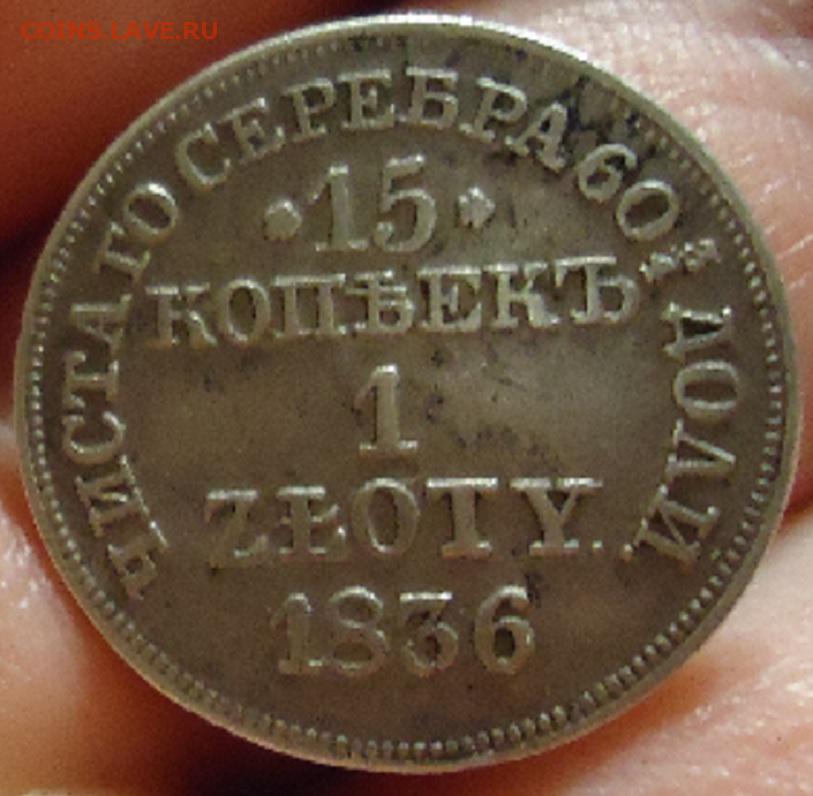 COINS.LAVE.RU
ЧИСТАГО СЕРЕБРА 60 ДОЛИ
*15*
КОПѢЕКЪ
1
ZŁOTY.
1836